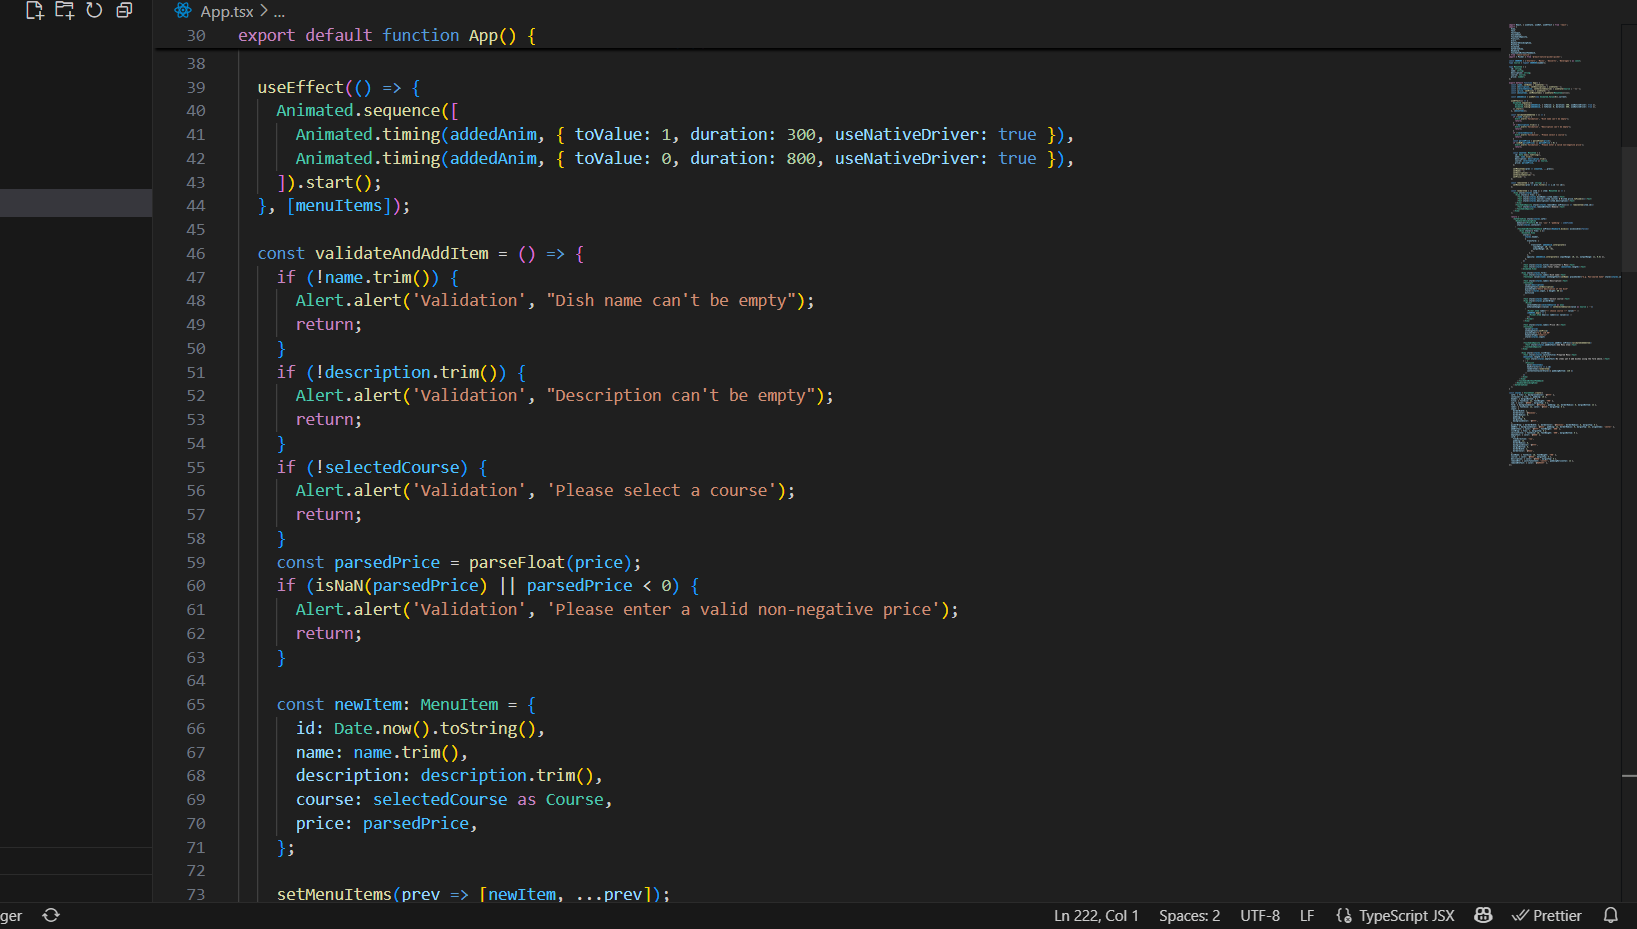 App.tsx > ...
30 export default function App() {
38
39 useEffect(() => {
40 Animated.sequence([
41 Animated.timing(addedAnim, { toValue: 1, duration: 300, useNativeDriver: true }),
42 Animated.timing(addedAnim, { toValue: 0, duration: 800, useNativeDriver: true }),
43 ]).start();
44 }, [menuItems]);
45
46 const validateAndAddItem = () => {
47 if (!name.trim()) {
48 Alert.alert('Validation', "Dish name can't be empty");
49 return;
50 }
51 if (!description.trim()) {
52 Alert.alert('Validation', "Description can't be empty");
53 return;
54 }
55 if (!selectedCourse) {
56 Alert.alert('Validation', 'Please select a course');
57 return;
58 }
59 const parsedPrice = parseFloat(price);
60 if (isNaN(parsedPrice) || parsedPrice < 0) {
61 Alert.alert('Validation', 'Please enter a valid non-negative price');
62 return;
63 }
64
65 const newItem: MenuItem = {
66 id: Date.now().toString(),
67 name: name.trim(),
68 description: description.trim(),
69 course: selectedCourse as Course,
70 price: parsedPrice,
71 };
72
73 setMenuItems(prev => [newItem, ...prev]);
ger Ln 222, Col 1 Spaces: 2 UTF-8 LF TypeScript JSX Prettier